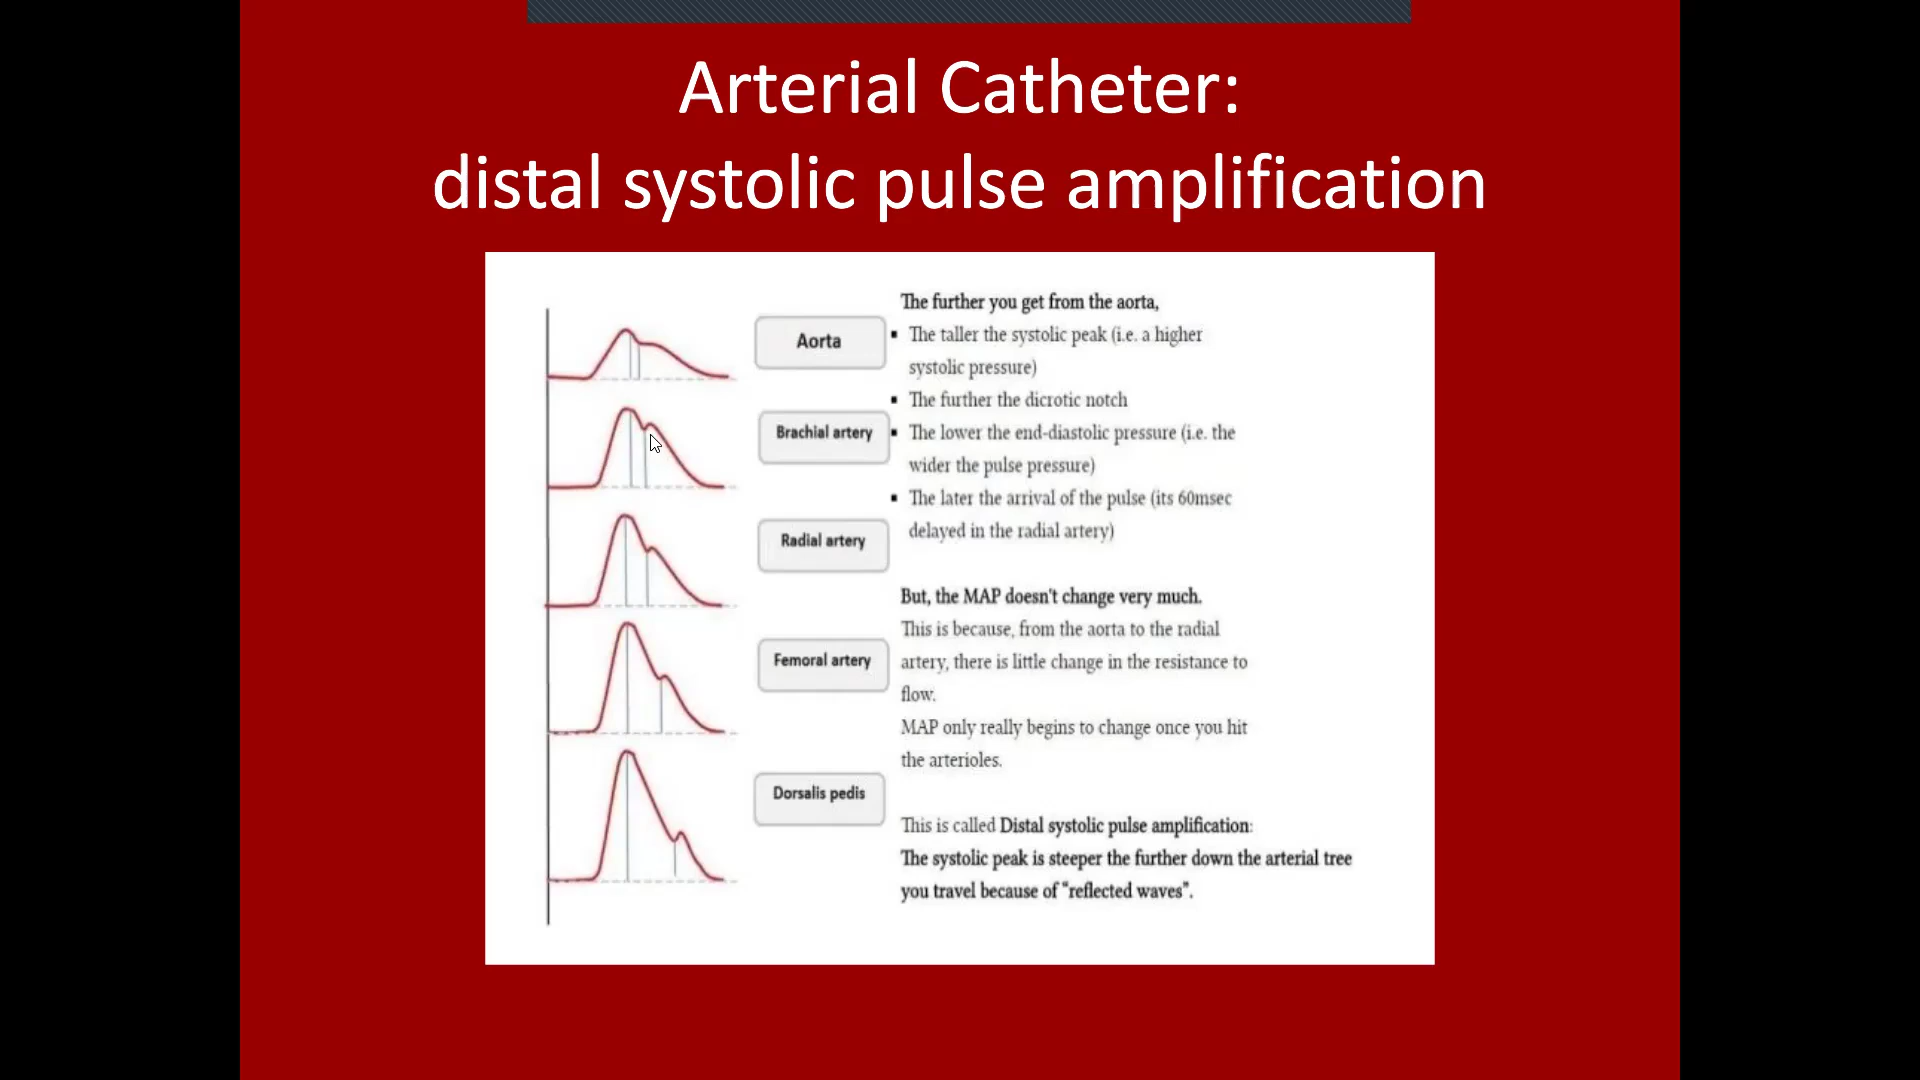 Arterial Catheter:
distal systolic pulse amplification
Aorta
Brachial artery
Radial artery
Femoral artery
Dorsalis pedis
The further you get from the aorta,
▪ The taller the systolic peak (i.e. a higher
systolic pressure)
▪ The further the dicrotic notch
▪ The lower the end-diastolic pressure (i.e. the
wider the pulse pressure)
▪ The later the arrival of the pulse (its 60msec
delayed in the radial artery)
But, the MAP doesn't change very much.
This is because, from the aorta to the radial
artery, there is little change in the resistance to
flow.
MAP only really begins to change once you hit
the arterioles.
This is called Distal systolic pulse amplification:
The systolic peak is steeper the further down the arterial tree
you travel because of “reflected waves”.